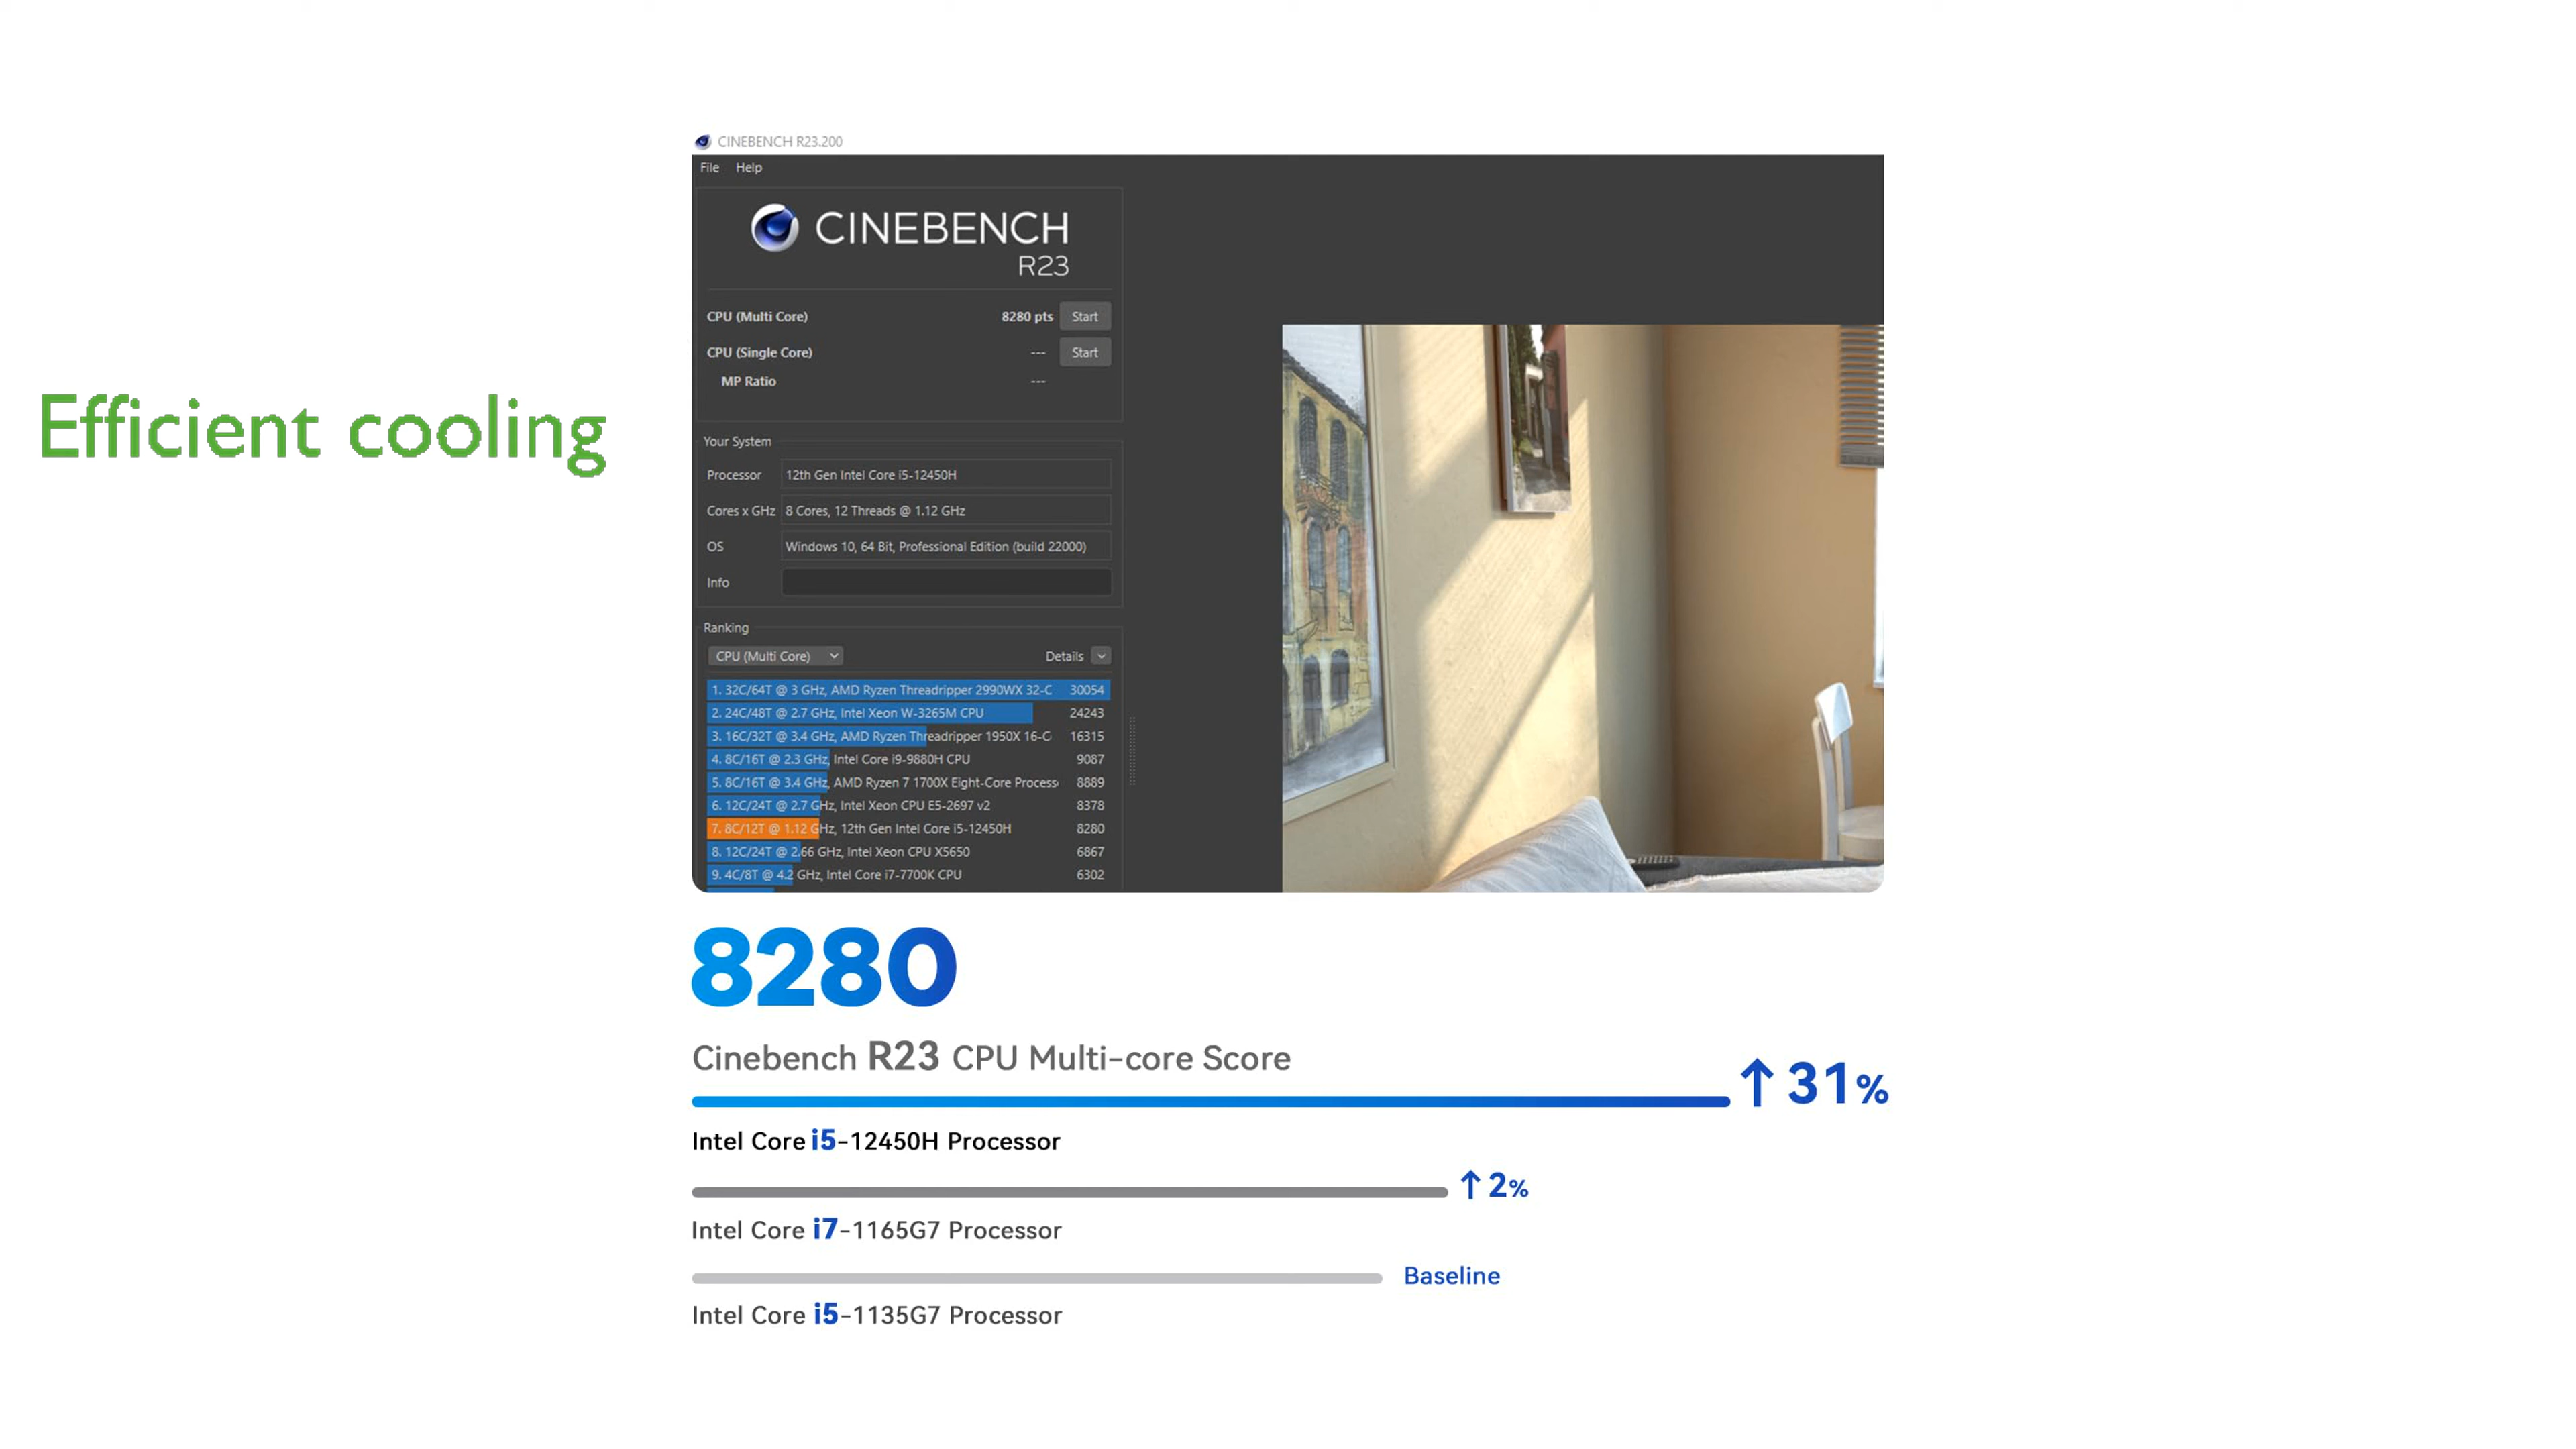 Efficient cooling
CINEBENCH R23.200
File Help
CINEBENCH
R23
CPU (Multi Core) 8280 pts Start
CPU (Single Core) --- Start
MP Ratio ---
Your System
Processor 12th Gen Intel Core i5-12450H
Cores x GHz 8 Cores, 12 Threads @ 1.12 GHz
OS Windows 10, 64 Bit, Professional Edition (build 22000)
Info
Ranking
CPU (Multi Core) Details
1. 32C/64T @ 3 GHz, AMD Ryzen Threadripper 2990WX 32-C 30054
2. 24C/48T @ 2.7 GHz, Intel Xeon W-3265M CPU 24243
3. 16C/32T @ 3.4 GHz, AMD Ryzen Threadripper 1950X 16-C 16315
4. 8C/16T @ 2.3 GHz, Intel Core i9-9880H CPU 9087
5. 8C/16T @ 3.4 GHz, AMD Ryzen 7 1700X Eight-Core Process 8889
6. 12C/24T @ 2.7 GHz, Intel Xeon CPU E5-2697 v2 8378
7. 8C/12T @ 1.12 GHz, 12th Gen Intel Core i5-12450H 8280
8. 12C/24T @ 2.66 GHz, Intel Xeon CPU X5650 6867
9. 4C/8T @ 4.2 GHz, Intel Core i7-7700K CPU 6302
8280
Cinebench R23 CPU Multi-core Score
↑31%
Intel Core i5-12450H Processor
↑2%
Intel Core i7-1165G7 Processor
Baseline
Intel Core i5-1135G7 Processor